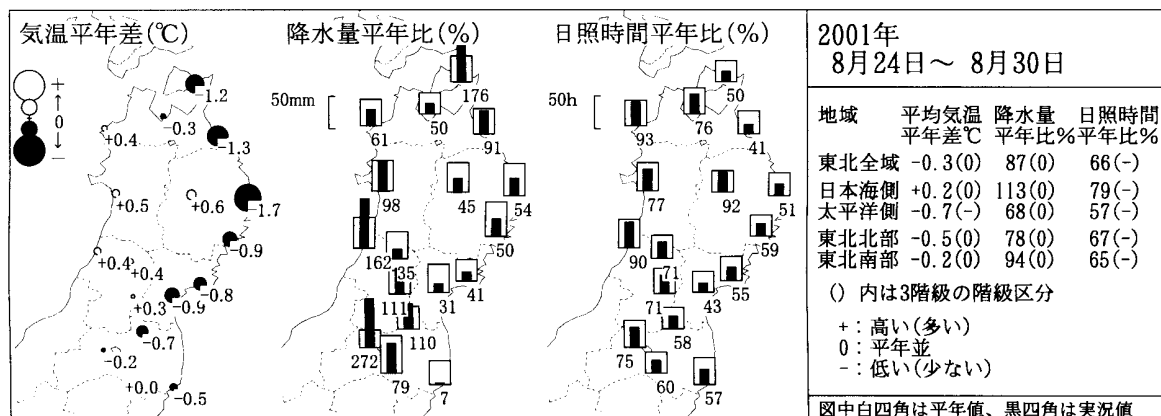 気温平年差(℃)
+
↑
0
↓
−
−1.2
−0.3
+0.4
−1.3
+0.5
+0.6
−1.7
−0.9
+0.4
+0.4
−0.8
−0.9
+0.3
−0.7
−0.2
+0.0
−0.5
降水量平年比(%)
50mm
176
50
61
91
98
45
54
50
162
35
41
31
111
110
272
79
7
日照時間平年比(%)
50h
50
76
93
41
77
92
51
59
90
71
55
43
71
58
75
60
57
2001年
8月24日～ 8月30日
地域 平均気温 降水量 日照時間
平年差℃ 平年比% 平年比%
東北全域 −0.3(0) 87(0) 66(-)
日本海側 +0.2(0) 113(0) 79(-)
太平洋側 −0.7(-) 68(0) 57(-)
東北北部 −0.5(0) 78(0) 67(-)
東北南部 −0.2(0) 94(0) 65(-)
() 内は3階級の階級区分
+：高い(多い)
0：平年並
-：低い(少ない)
図中白四角は平年値、黒四角は実況値